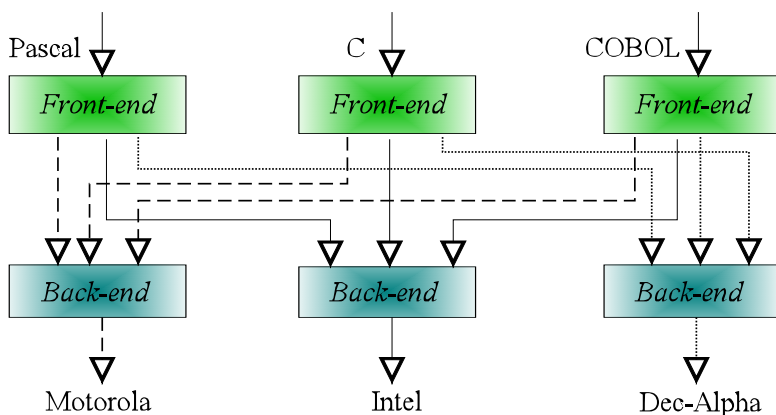 Pascal
C
COBOL
Front-end
Front-end
Front-end
Back-end
Back-end
Back-end
Motorola
Intel
Dec-Alpha